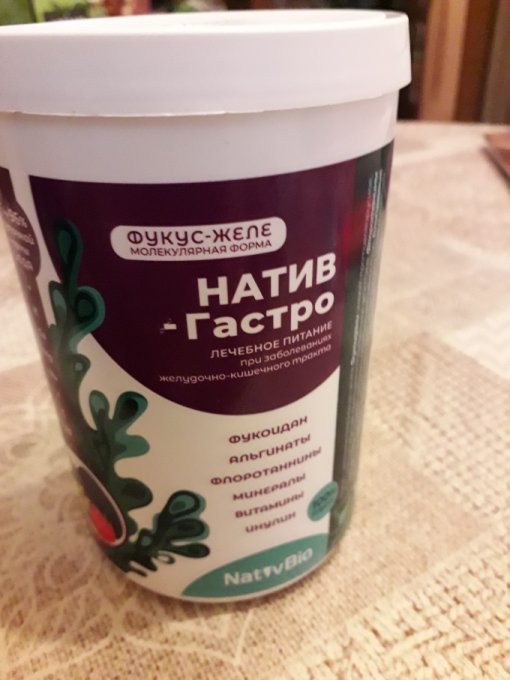 ФУКУС-ЖЕЛЕ
МОЛЕКУЛЯРНАЯ ФОРМА
НАТИВ
-Гастро
ЛЕЧЕБНОЕ ПИТАНИЕ
при заболеваниях
желудочно-кишечного тракта
ФУКОИДАН
АЛЬГИНАТЫ
ФЛОРОТАННИНЫ
МИНЕРАЛЫ
ВИТАМИНЫ
ИНУЛИН
100%
NativBio